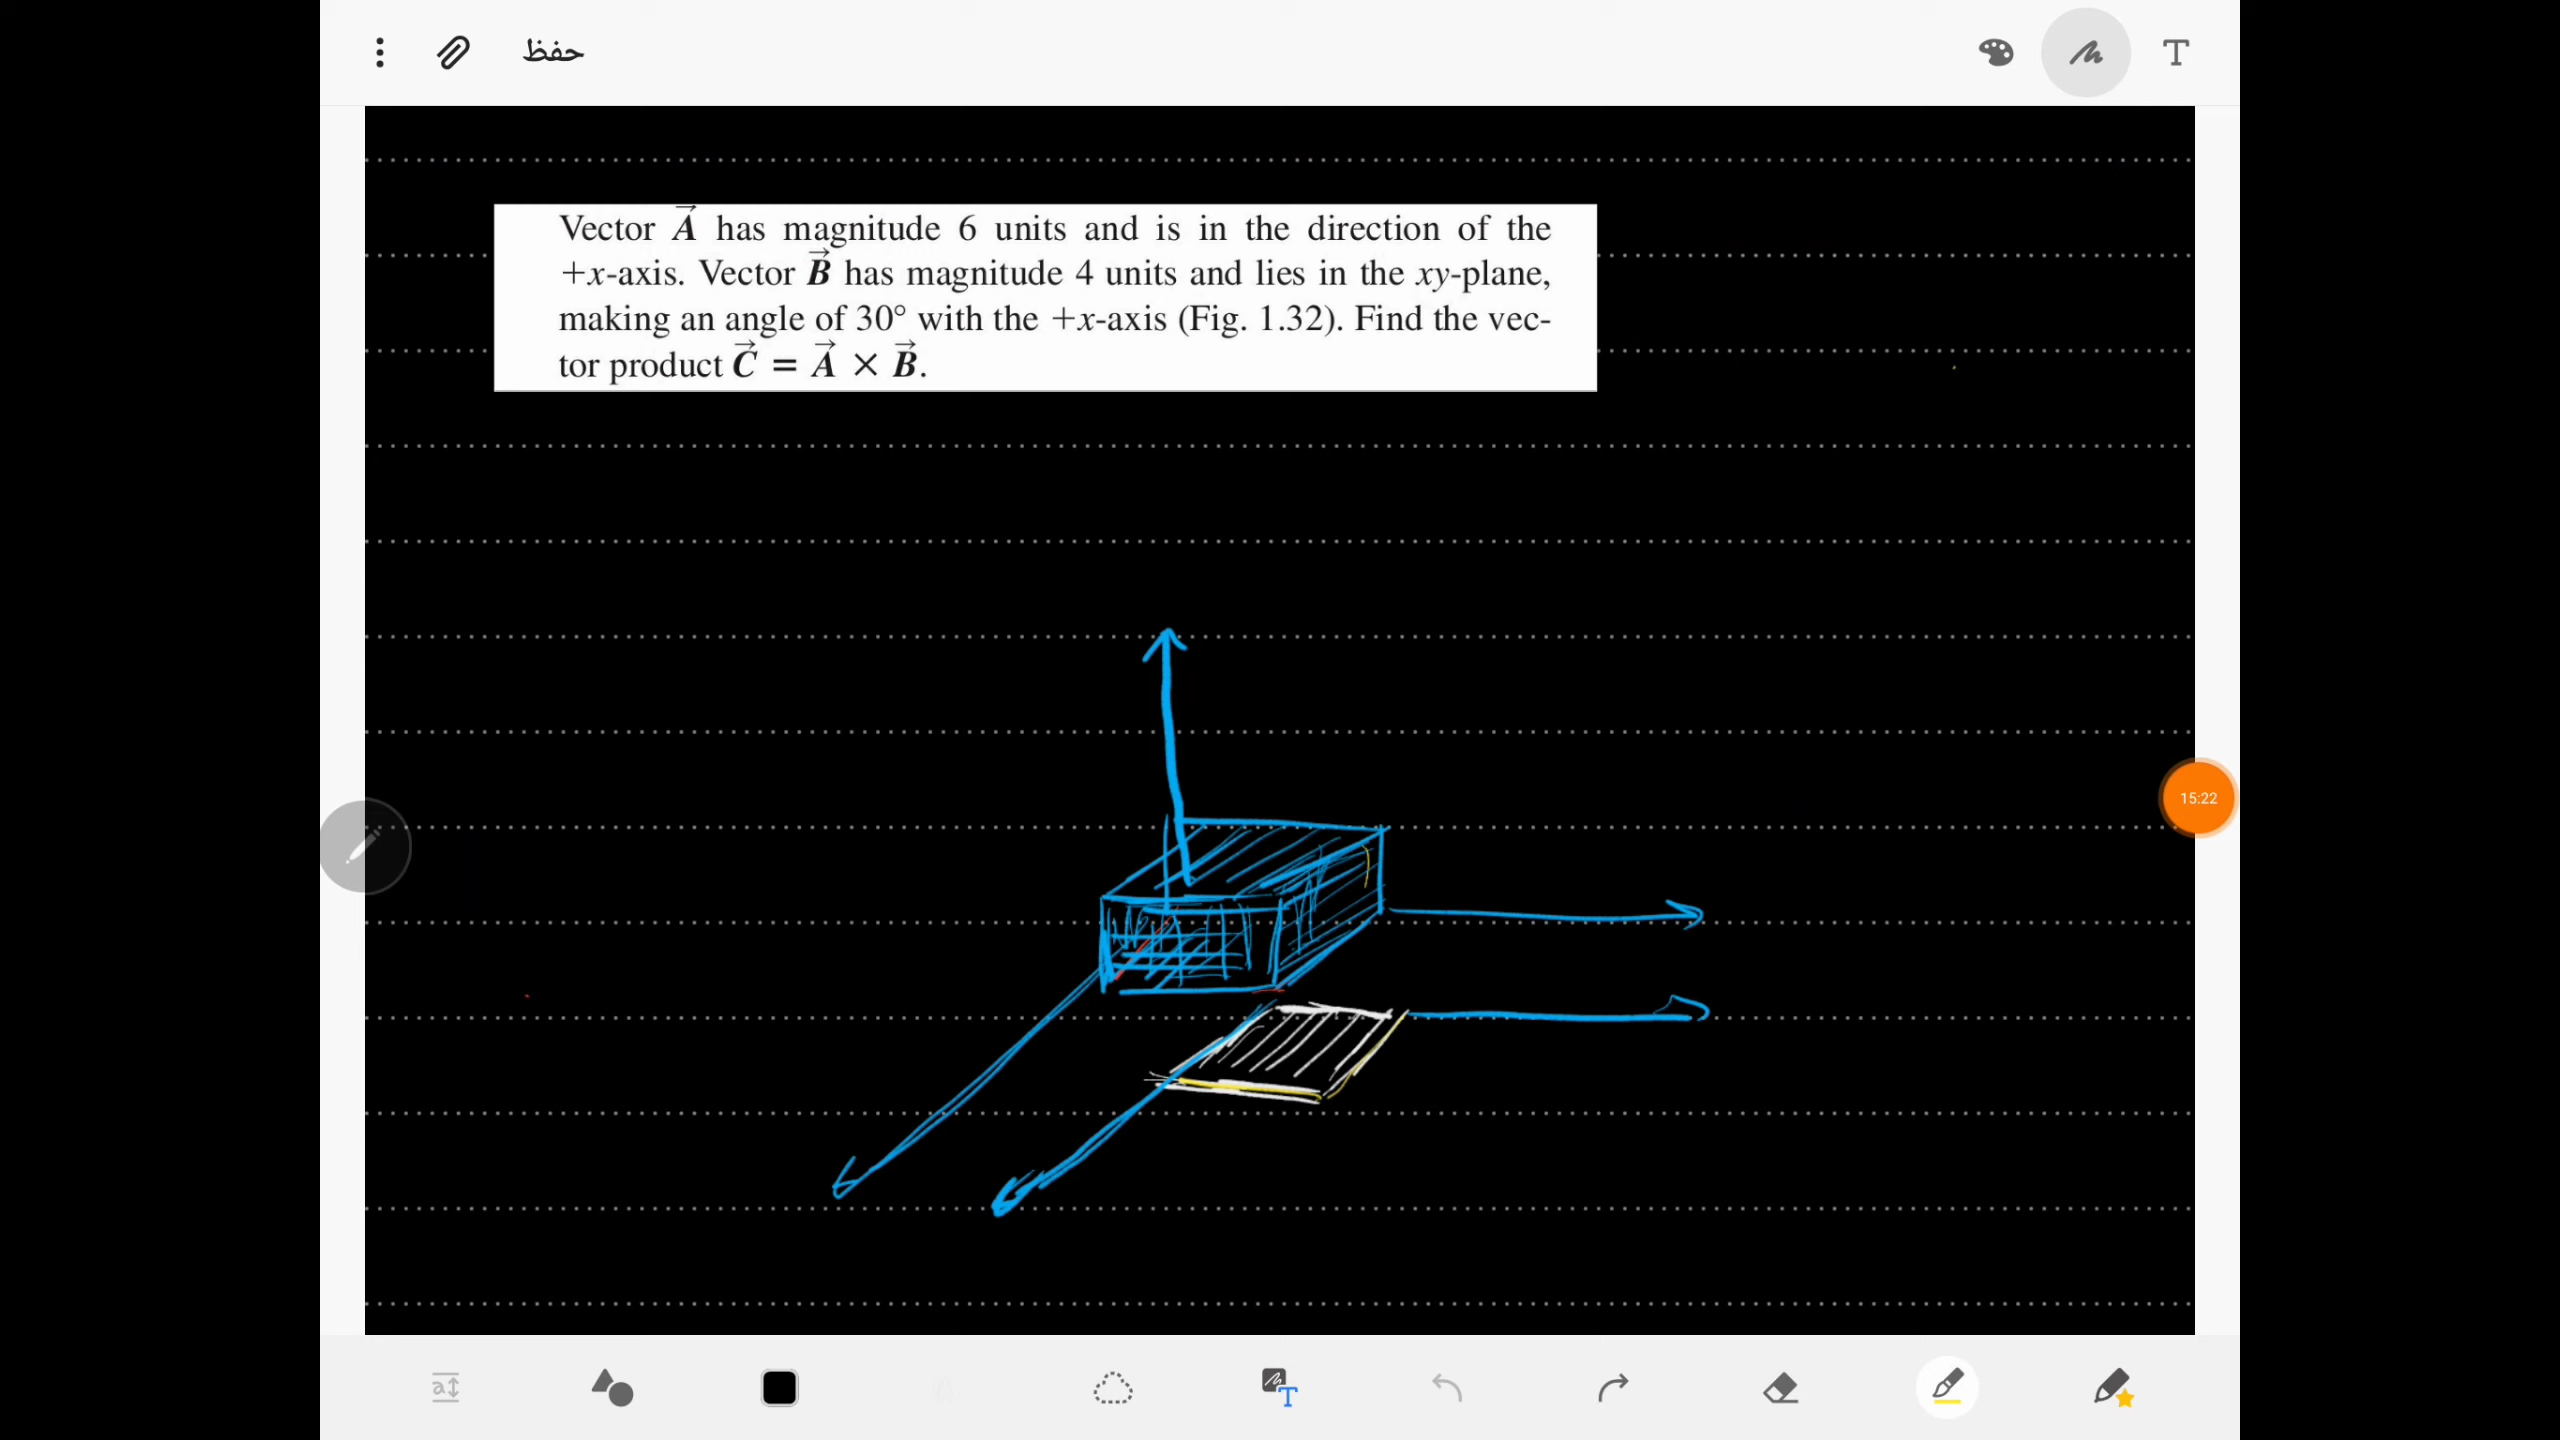 حفظ
T
Vector A⃗ has magnitude 6 units and is in the direction of the
+x-axis. Vector B⃗ has magnitude 4 units and lies in the xy-plane,
making an angle of 30° with the +x-axis (Fig. 1.32). Find the vec-
tor product C⃗ = A⃗ × B⃗.
15:22